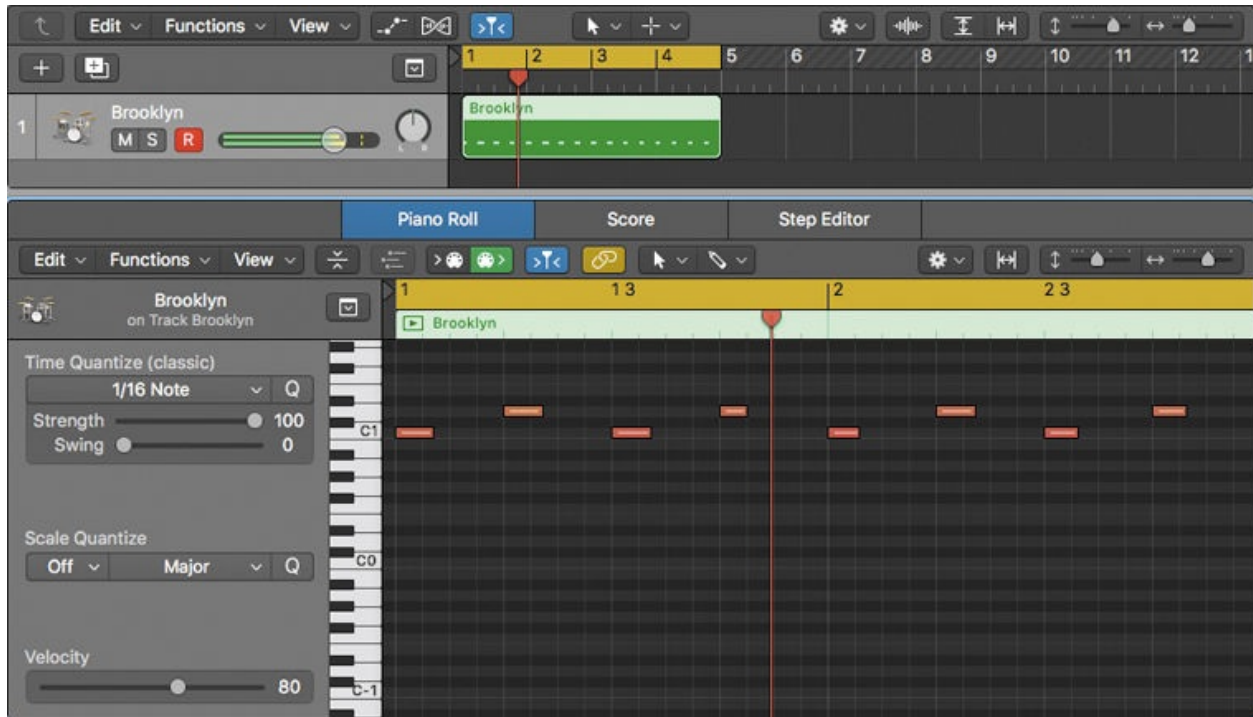 Edit Functions View
1 2 3 4 5 6 7 8 9 10 11 12 1
1 Brooklyn
M S R
L R
Brooklyn
Piano Roll Score Step Editor
Edit Functions View
Brooklyn
on Track Brooklyn
1 1 3 2 2 3
Brooklyn
Time Quantize (classic)
1/16 Note Q
Strength 100
Swing 0
C1
Scale Quantize
Off Major Q
C0
Velocity
80
C-1